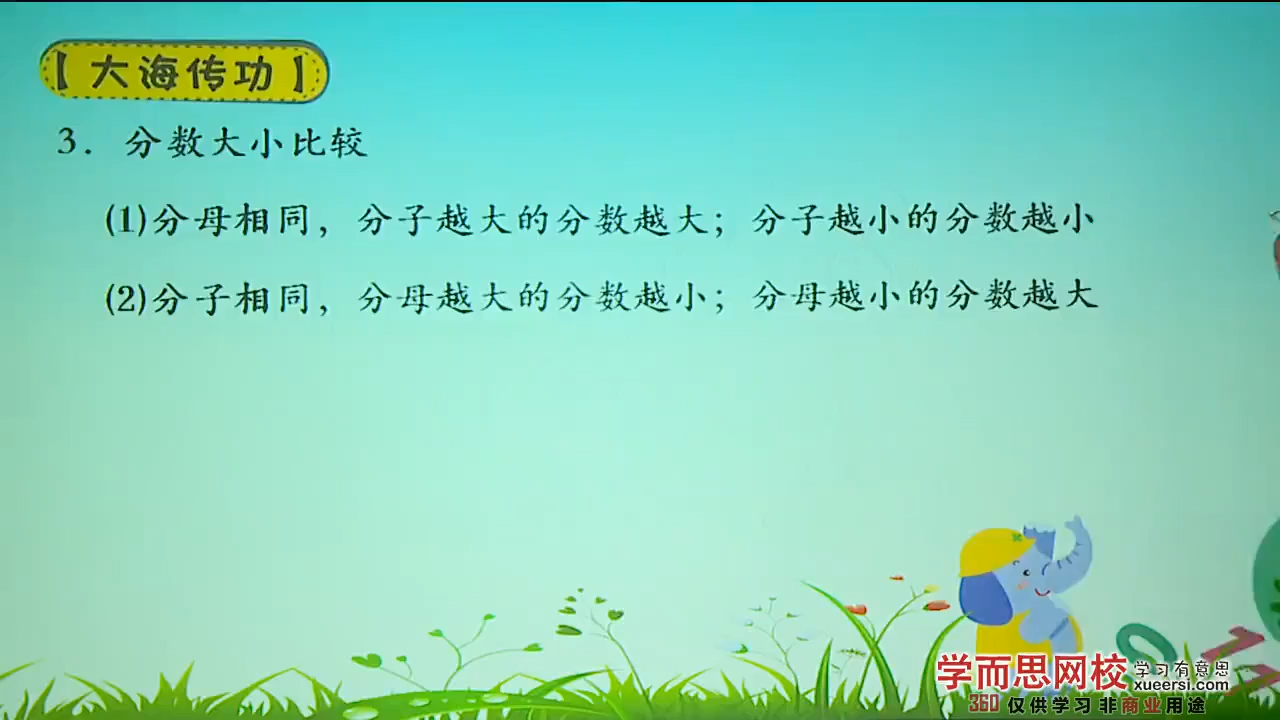 【大海传功】
3. 分数大小比较
(1)分母相同，分子越大的分数越大；分子越小的分数越小
(2)分子相同，分母越大的分数越小；分母越小的分数越大
学而思网校 学习有意思
xueersi.com
360 仅供学习 非商业用途